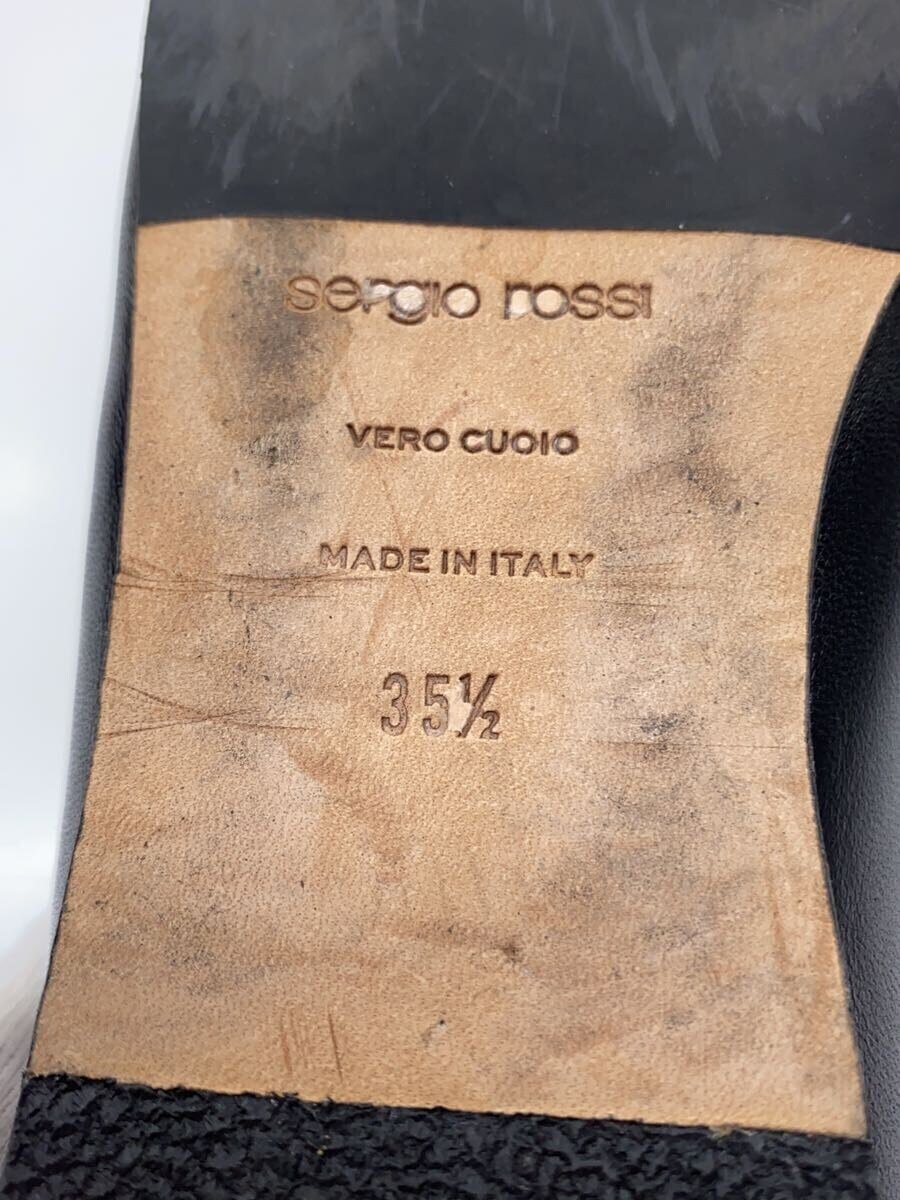 sergio rossi
VERO CUOIO
MADE IN ITALY
35½